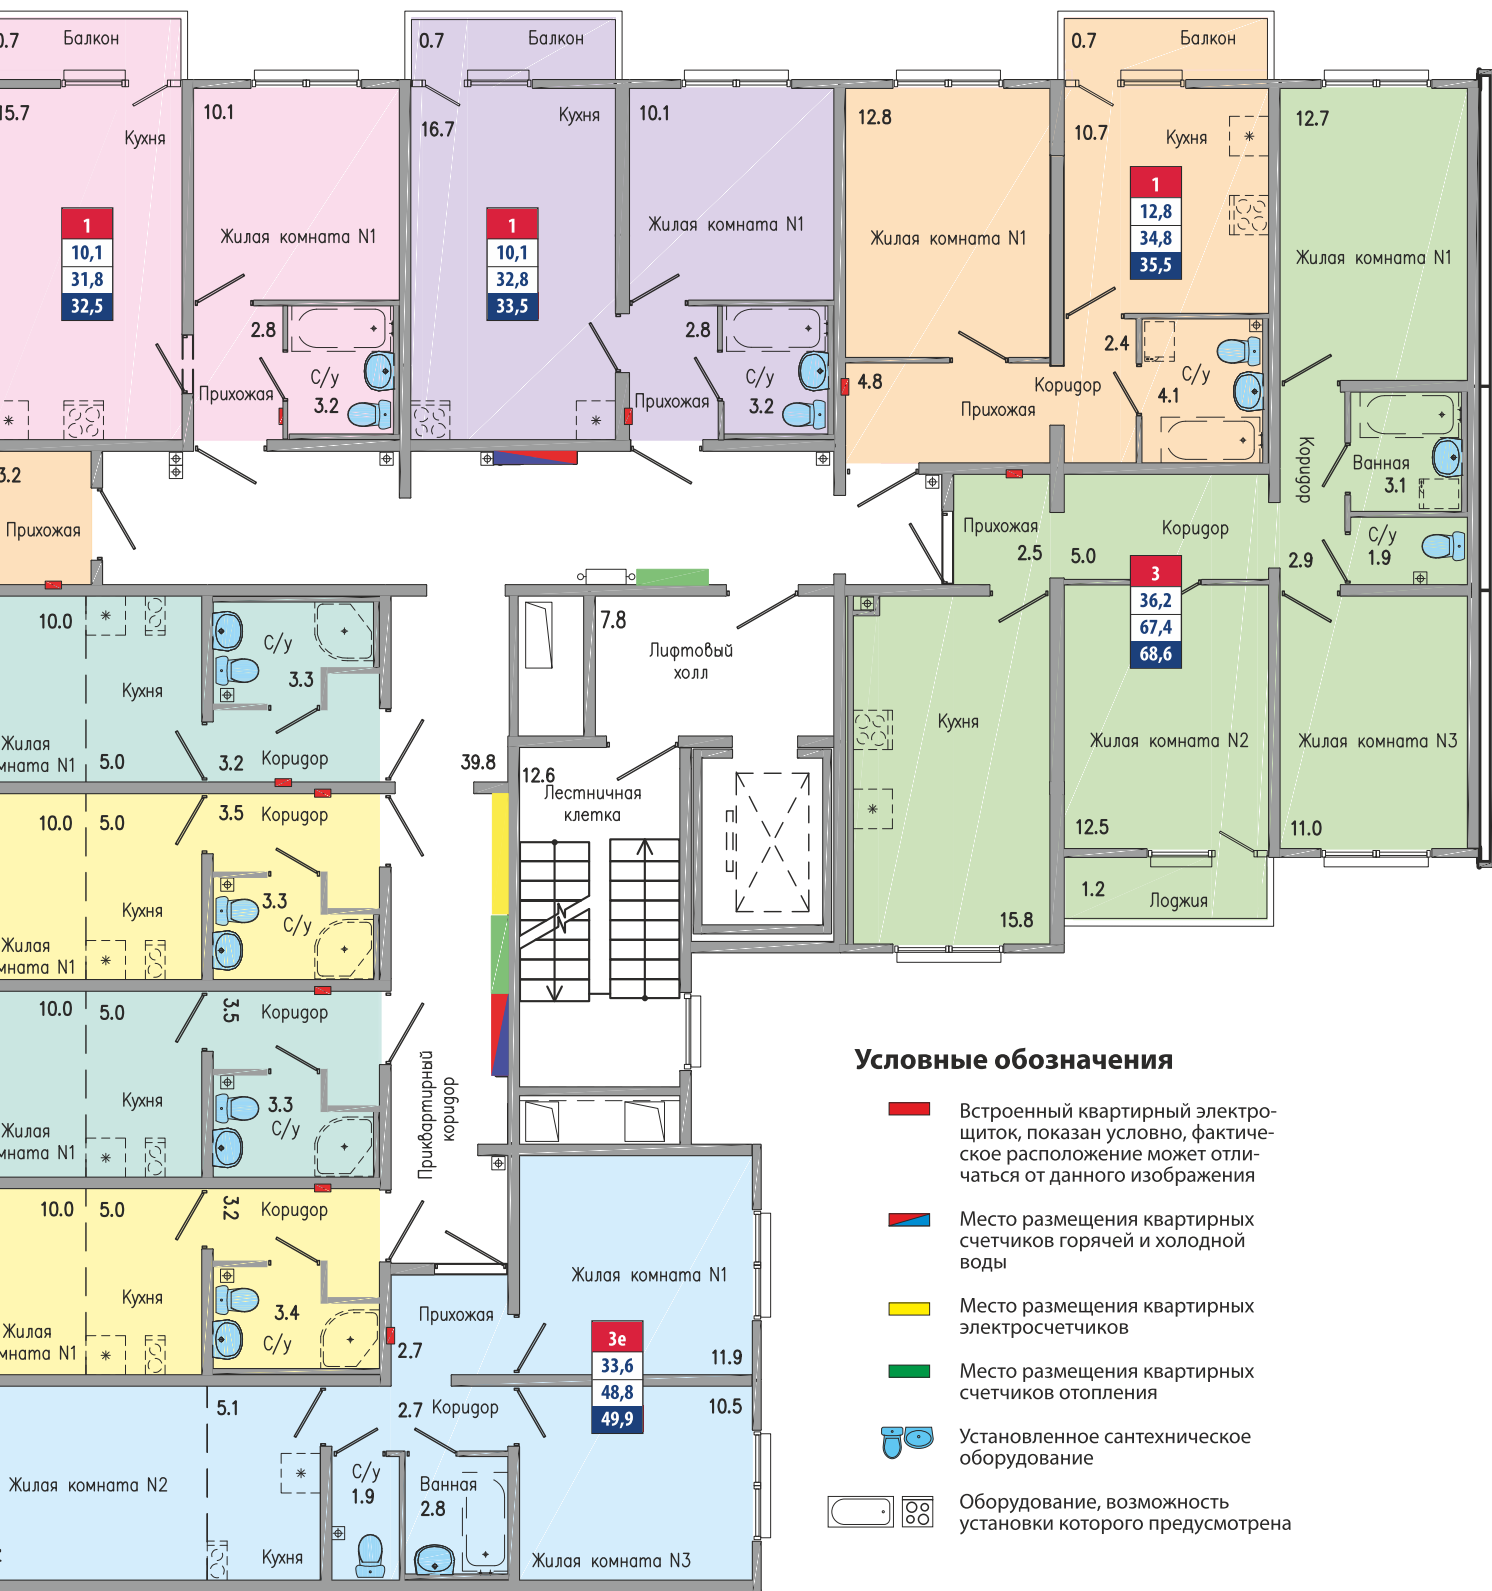 0.7
Балкон
0.7
Балкон
0.7
Балкон
15.7
Кухня
10.1
16.7
Кухня
10.1
12.8
10.7
Кухня
12.7
1
10,1
31,8
32,5
Жилая комната N1
1
10,1
32,8
33,5
Жилая комната N1
Жилая комната N1
1
12,8
34,8
35,5
Жилая комната N1
2.8
С/у
3.2
Прихожая
2.8
С/у
3.2
Прихожая
4.8
Прихожая
Коридор
2.4
С/у
4.1
Коридор
Ванная
3.1
3.2
Прихожая
Прихожая
2.5
5.0
Коридор
2.9
С/у
1.9
3
36,2
67,4
68,6
10.0
Кухня
С/у
3.3
7.8
Лифтовый
холл
Кухня
Жилая комната N2
Жилая комната N3
Жилая
N1
5.0
3.2
Коридор
39.8
12.6
Лестничная
клетка
10.0
5.0
3.5
Коридор
12.5
11.0
Кухня
3.3
С/у
1.2
Лоджия
15.8
Жилая
N1
10.0
5.0
3.5
Коридор
Кухня
3.3
С/у
Жилая
N1
Приквартирный
коридор
10.0
5.0
3.2
Коридор
Кухня
3.4
С/у
Жилая
N1
Прихожая
2.7
Жилая комната N1
3е
33,6
48,8
49,9
11.9
5.1
2.7
Коридор
10.5
Жилая комната N2
С/у
1.9
Ванная
2.8
Кухня
Жилая комната N3
Условные обозначения
Встроенный квартирный электро-
щиток, показан условно, фактиче-
ское расположение может отли-
чаться от данного изображения
Место размещения квартирных
счетчиков горячей и холодной
воды
Место размещения квартирных
электросчетчиков
Место размещения квартирных
счетчиков отопления
Установленное сантехническое
оборудование
Оборудование, возможность
установки которого предусмотрена